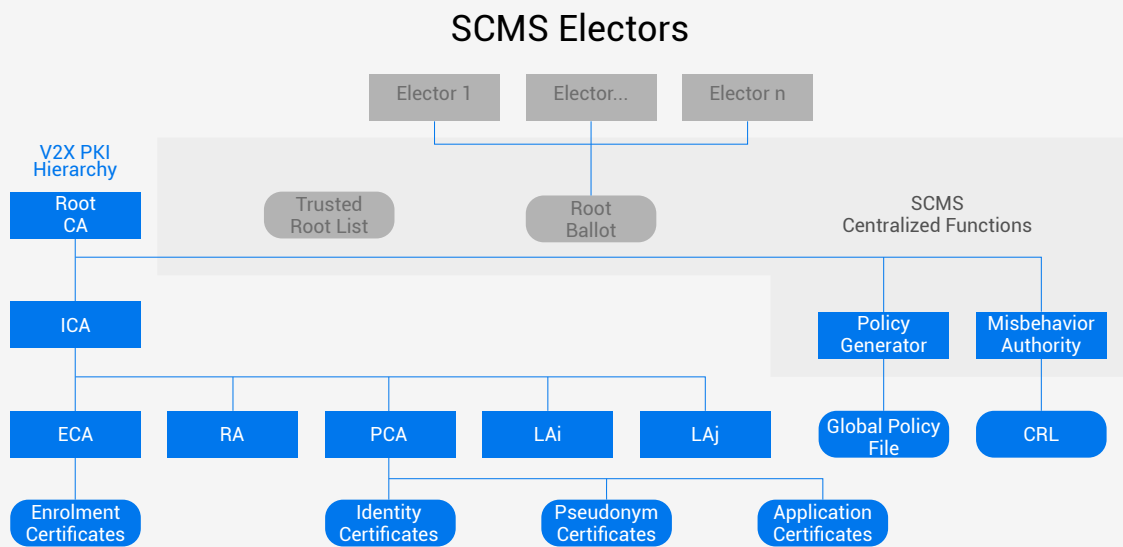 SCMS Electors
Elector 1
Elector...
Elector n
V2X PKI
Hierarchy
Root
CA
Trusted
Root List
Root
Ballot
SCMS
Centralized Functions
ICA
Policy
Generator
Misbehavior
Authority
ECA
RA
PCA
LAi
LAj
Global Policy
File
CRL
Enrolment
Certificates
Identity
Certificates
Pseudonym
Certificates
Application
Certificates